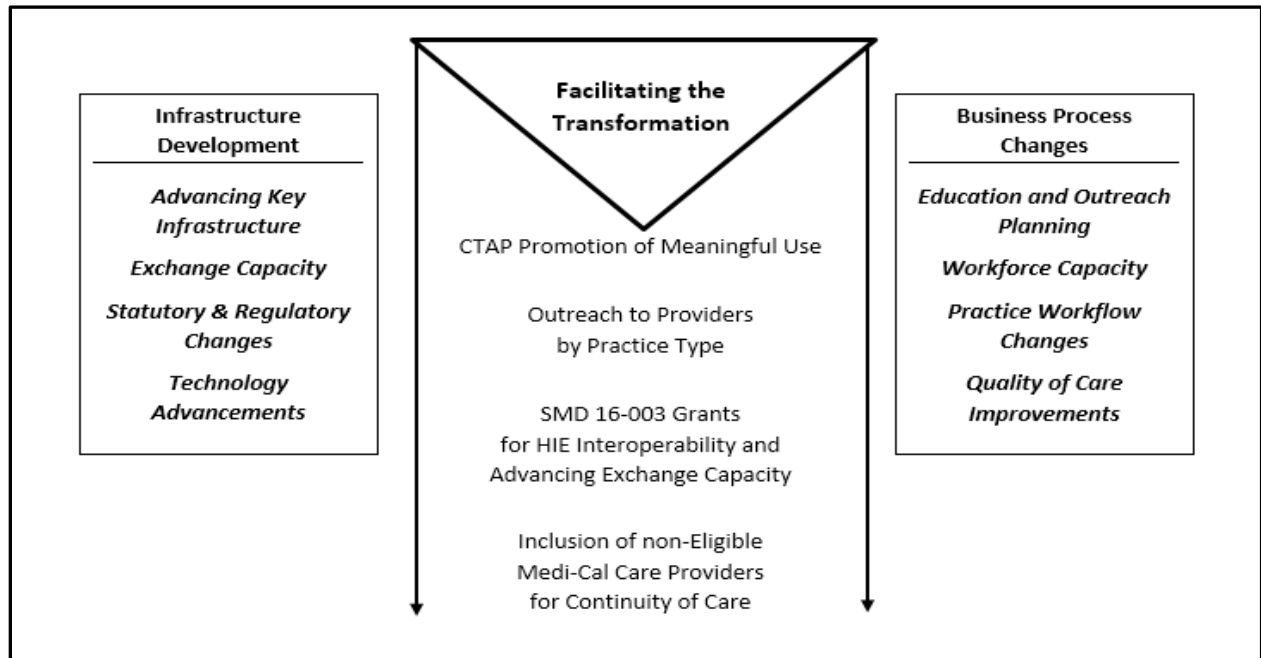 Infrastructure
Development
Advancing Key
Infrastructure
Exchange Capacity
Statutory & Regulatory
Changes
Technology
Advancements
Facilitating the
Transformation
CTAP Promotion of Meaningful Use
Outreach to Providers
by Practice Type
SMD 16-003 Grants
for HIE Interoperability and
Advancing Exchange Capacity
Inclusion of non-Eligible
Medi-Cal Care Providers
for Continuity of Care
Business Process
Changes
Education and Outreach
Planning
Workforce Capacity
Practice Workflow
Changes
Quality of Care
Improvements